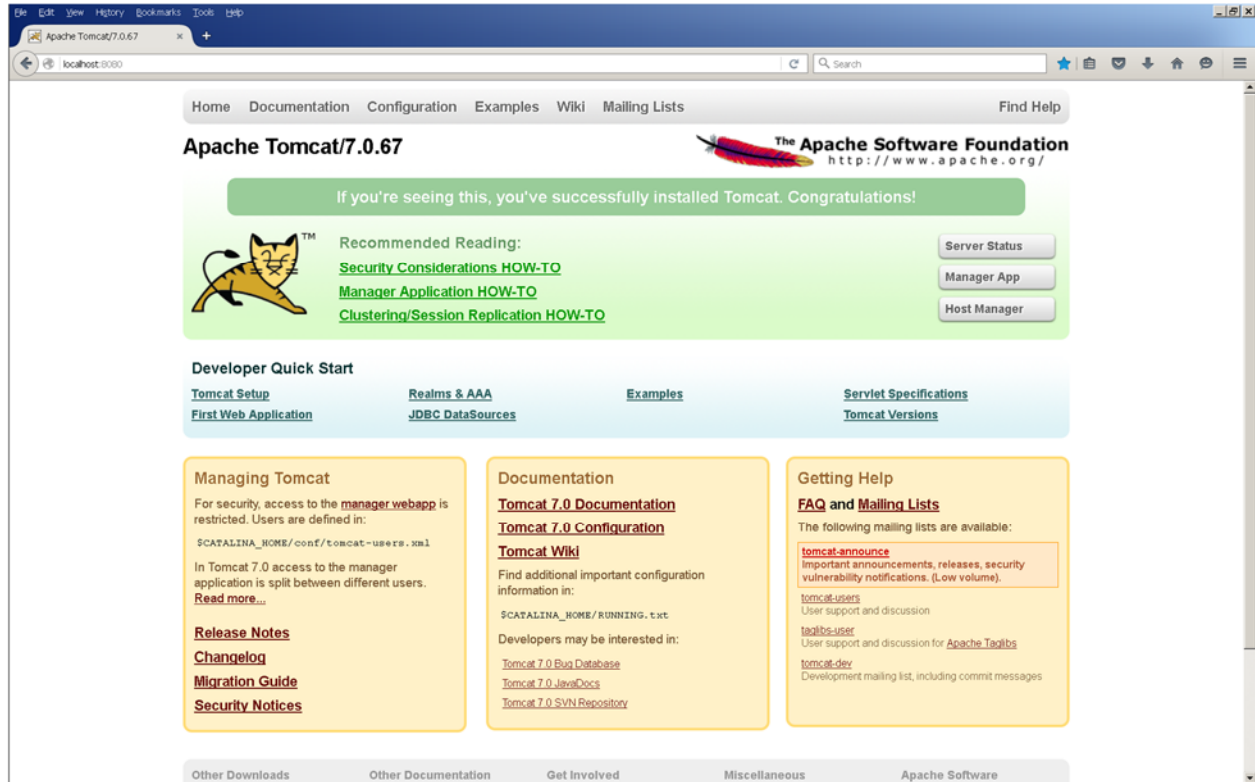 File Edit View History Bookmarks Tools Help
Apache Tomcat/7.0.67 × +
localhost:8080
Search
Home Documentation Configuration Examples Wiki Mailing Lists Find Help
Apache Tomcat/7.0.67
The Apache Software Foundation
http://www.apache.org/
If you're seeing this, you've successfully installed Tomcat. Congratulations!
TM
Recommended Reading:
Security Considerations HOW-TO
Manager Application HOW-TO
Clustering/Session Replication HOW-TO
Server Status
Manager App
Host Manager
Developer Quick Start
Tomcat Setup Realms & AAA Examples Servlet Specifications
First Web Application JDBC DataSources Tomcat Versions
Managing Tomcat
For security, access to the manager webapp is
restricted. Users are defined in:
$CATALINA_HOME/conf/tomcat-users.xml
In Tomcat 7.0 access to the manager
application is split between different users.
Read more...
Release Notes
Changelog
Migration Guide
Security Notices
Documentation
Tomcat 7.0 Documentation
Tomcat 7.0 Configuration
Tomcat Wiki
Find additional important configuration
information in:
$CATALINA_HOME/RUNNING.txt
Developers may be interested in:
Tomcat 7.0 Bug Database
Tomcat 7.0 JavaDocs
Tomcat 7.0 SVN Repository
Getting Help
FAQ and Mailing Lists
The following mailing lists are available:
tomcat-announce
Important announcements, releases, security
vulnerability notifications. (Low volume).
tomcat-users
User support and discussion
taglibs-user
User support and discussion for Apache Taglibs
tomcat-dev
Development mailing list, including commit messages
Other Downloads Other Documentation Get Involved Miscellaneous Apache Software